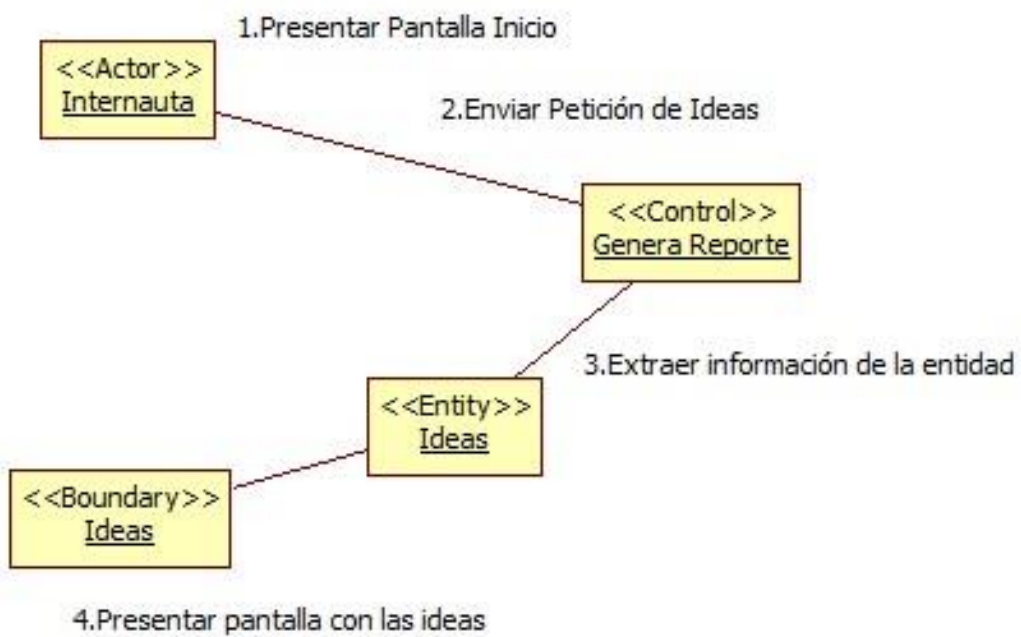 1.Presentar Pantalla Inicio
<<Actor>>
Internauta
2.Enviar Petición de Ideas
<<Control>>
Genera Reporte
3.Extraer información de la entidad
<<Entity>>
Ideas
<<Boundary>>
Ideas
4.Presentar pantalla con las ideas